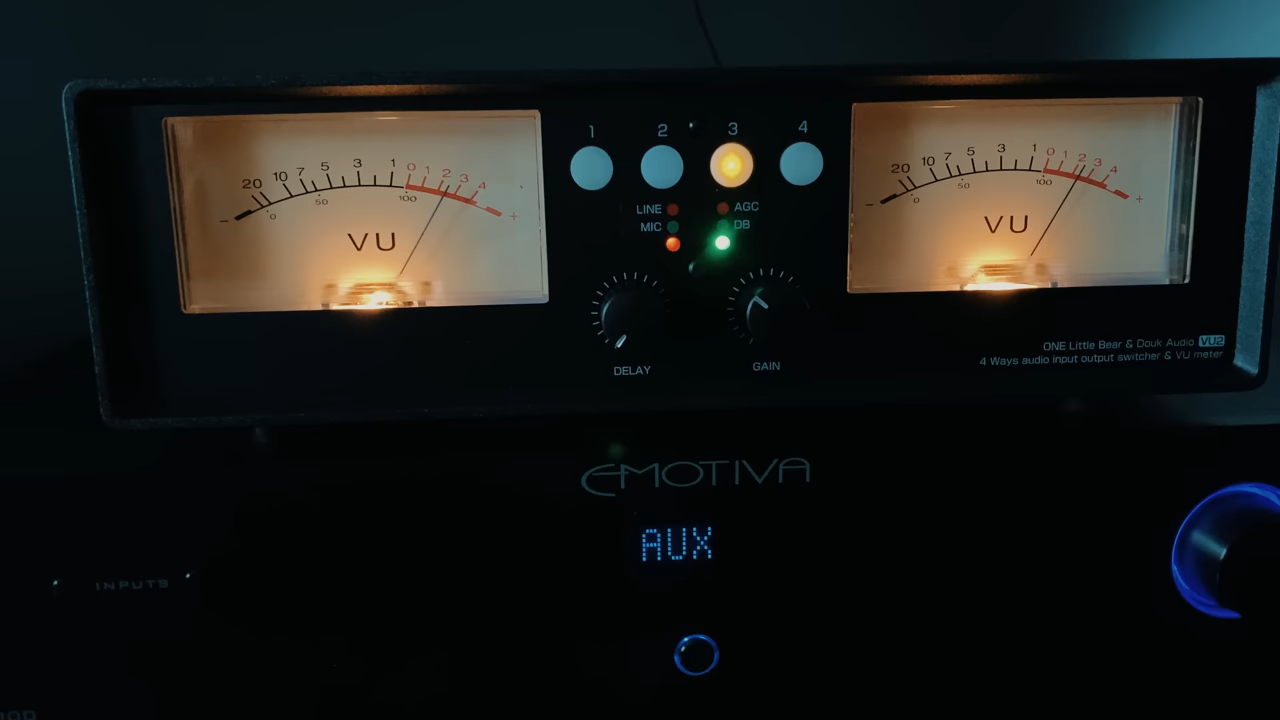 1 2 3 4
20 10 7 5 3 1 0 1 2 3 4
- 0 50 100 +
VU
LINE AGC
MIC DB
20 10 7 5 3 1 0 1 2 3 4
- 0 50 100 +
VU
DELAY GAIN
ONE Little Bear & Douk Audio VU2
4 Ways audio input output switcher & VU meter
EMOTIVA
AUX
INPUTS